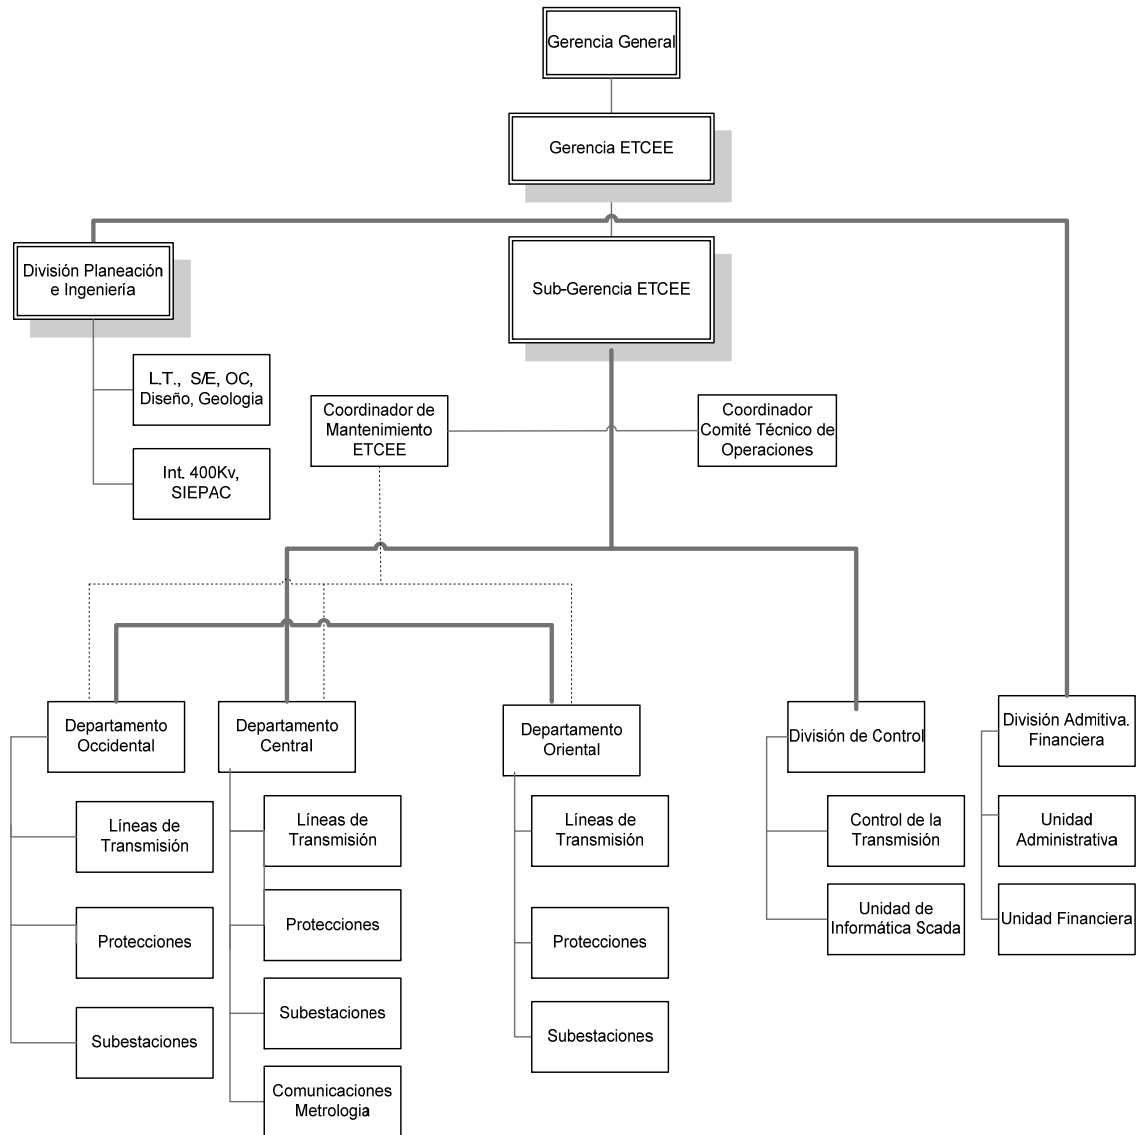 Gerencia General
Gerencia ETCEE
División Planeación
e Ingeniería
Sub-Gerencia ETCEE
L.T., S/E, OC,
Diseño, Geologia
Int. 400Kv,
SIEPAC
Coordinador de
Mantenimiento
ETCEE
Coordinador
Comité Técnico de
Operaciones
Departamento
Occidental
Líneas de
Transmisión
Protecciones
Subestaciones
Departamento
Central
Líneas de
Transmisión
Protecciones
Subestaciones
Comunicaciones
Metrologia
Departamento
Oriental
Líneas de
Transmisión
Protecciones
Subestaciones
División de Control
Control de la
Transmisión
Unidad de
Informática Scada
División Admitiva.
Financiera
Unidad
Administrativa
Unidad Financiera